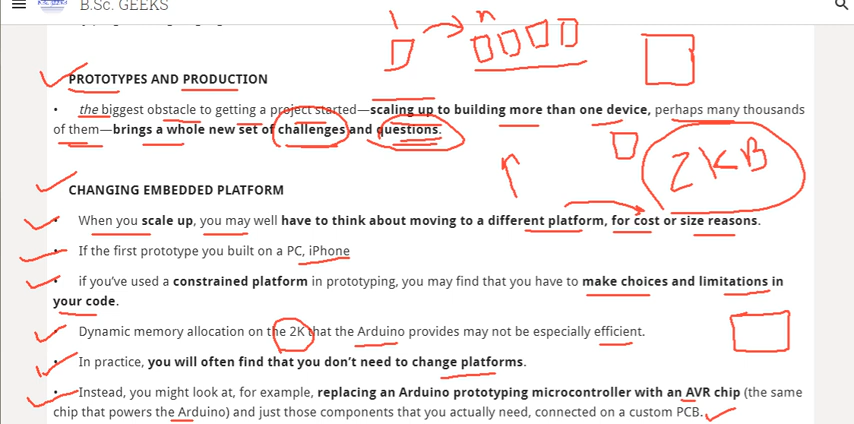 B.Sc. GEEKS
1 n
PROTOTYPES AND PRODUCTION
• the biggest obstacle to getting a project started—scaling up to building more than one device, perhaps many thousands
of them—brings a whole new set of challenges and questions.
2KB
CHANGING EMBEDDED PLATFORM
• When you scale up, you may well have to think about moving to a different platform, for cost or size reasons.
• If the first prototype you built on a PC, iPhone
• if you've used a constrained platform in prototyping, you may find that you have to make choices and limitations in
your code.
• Dynamic memory allocation on the 2K that the Arduino provides may not be especially efficient.
• In practice, you will often find that you don't need to change platforms.
• Instead, you might look at, for example, replacing an Arduino prototyping microcontroller with an AVR chip (the same
chip that powers the Arduino) and just those components that you actually need, connected on a custom PCB.